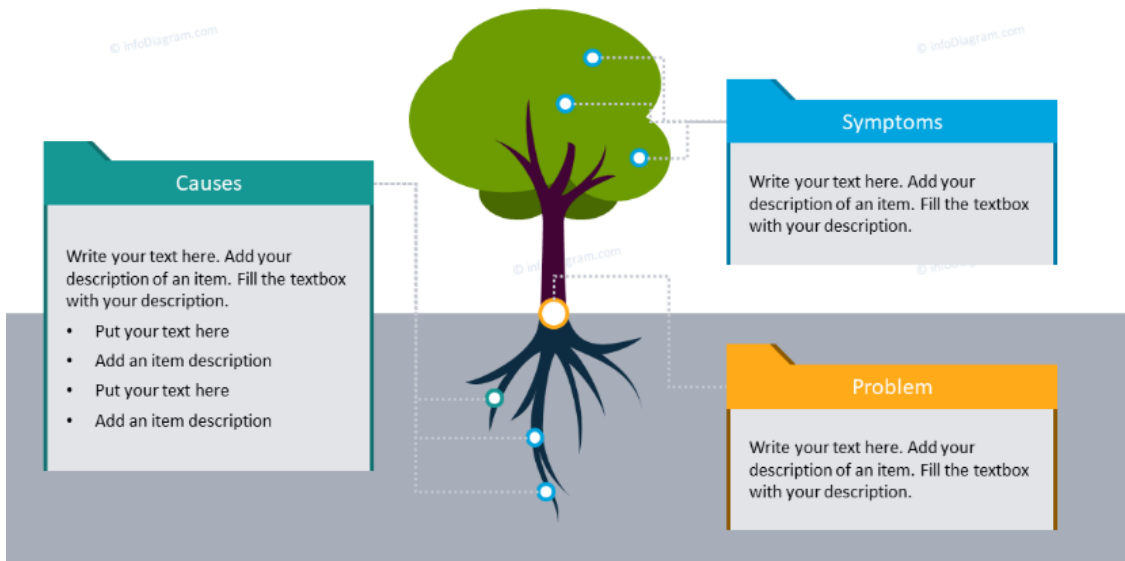 © infoDiagram.com
© infoDiagram.com
Symptoms
Write your text here. Add your
description of an item. Fill the textbox
with your description.
Causes
Write your text here. Add your
description of an item. Fill the textbox
with your description.
• Put your text here
• Add an item description
• Put your text here
• Add an item description
Problem
Write your text here. Add your
description of an item. Fill the textbox
with your description.